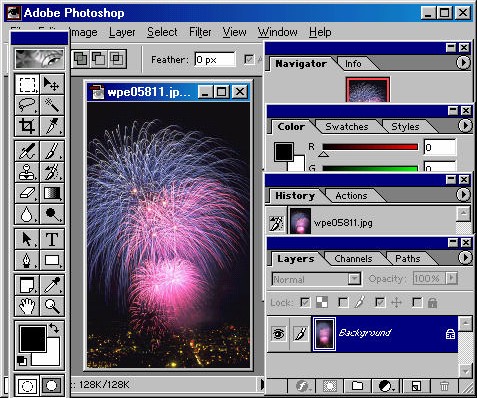 Adobe Photoshop
Image Layer Select Filter View Window Help
Feather: 0 px
Navigator Info
wpe05811.jp...
Color Swatches Styles
R 0
G 0
History Actions
wpe05811.jpg
Layers Channels Paths
Normal Opacity: 100%
Lock:
Background
T
: 128K/128K